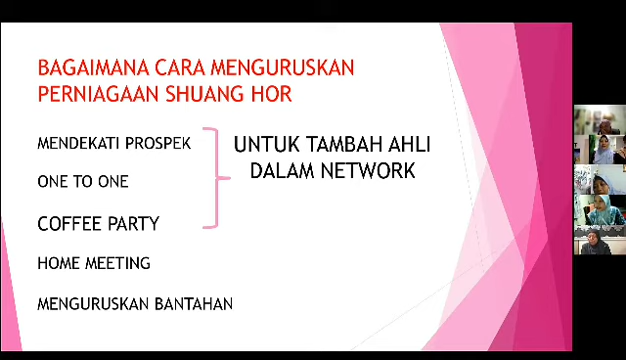 BAGAIMANA CARA MENGURUSKAN
PERNIAGAAN SHUANG HOR
MENDEKATI PROSPEK
ONE TO ONE
COFFEE PARTY
HOME MEETING
MENGURUSKAN BANTAHAN
UNTUK TAMBAH AHLI
DALAM NETWORK